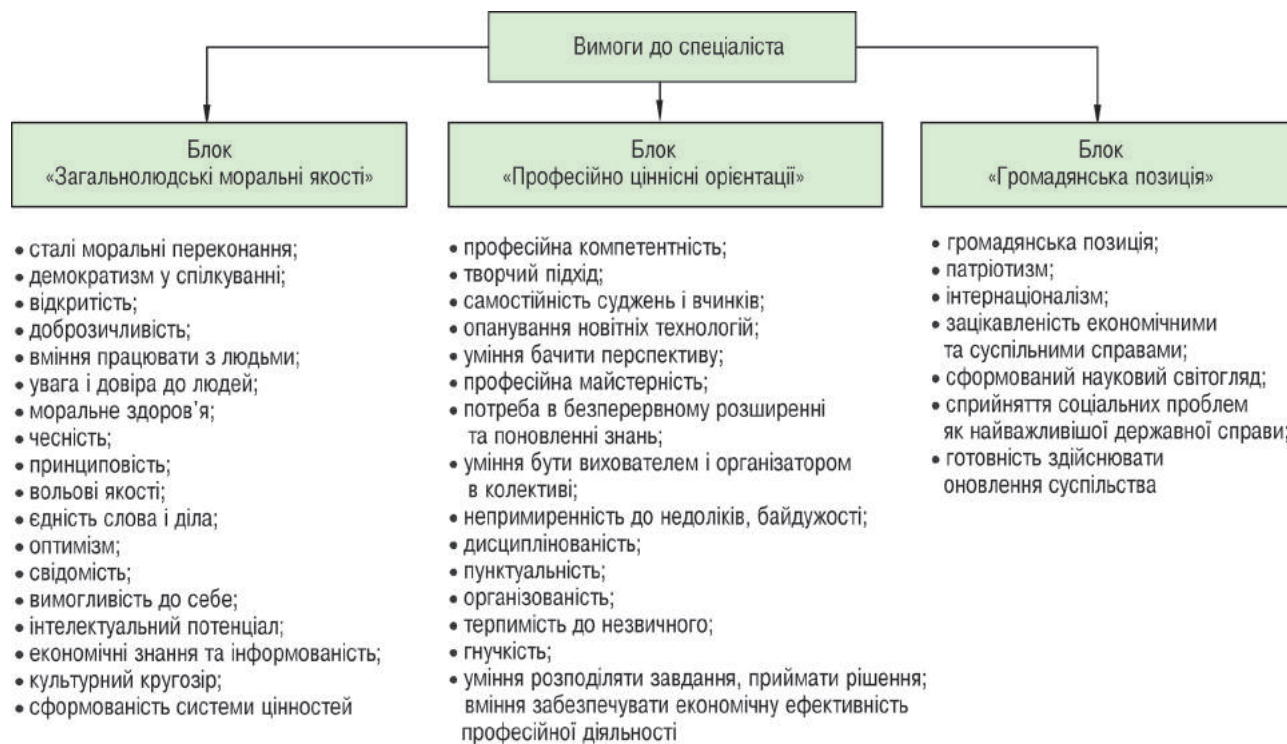 Вимоги до спеціаліста
Блок
«Загальнолюдські моральні якості»
• сталі моральні переконання;
• демократизм у спілкуванні;
• відкритість;
• доброзичливість;
• вміння працювати з людьми;
• увага і довіра до людей;
• моральне здоров’я;
• чесність;
• принциповість;
• вольові якості;
• єдність слова і діла;
• оптимізм;
• свідомість;
• вимогливість до себе;
• інтелектуальний потенціал;
• економічні знання та інформованість;
• культурний кругозір;
• сформованість системи цінностей
Блок
«Професійно ціннісні орієнтації»
• професійна компетентність;
• творчий підхід;
• самостійність суджень і вчинків;
• опанування новітніх технологій;
• уміння бачити перспективу;
• професійна майстерність;
• потреба в безперервному розширенні
та поновленні знань;
• уміння бути вихователем і організатором
в колективі;
• непримиренність до недоліків, байдужості;
• дисциплінованість;
• пунктуальність;
• організованість;
• терпимість до незвичного;
• гнучкість;
• уміння розподіляти завдання, приймати рішення;
вміння забезпечувати економічну ефективність
професійної діяльності
Блок
«Громадянська позиція»
• громадянська позиція;
• патріотизм;
• інтернаціоналізм;
• зацікавленість економічними
та суспільними справами;
• сформований науковий світогляд;
• сприйняття соціальних проблем
як найважливішої державної справи;
• готовність здійснювати
оновлення суспільства